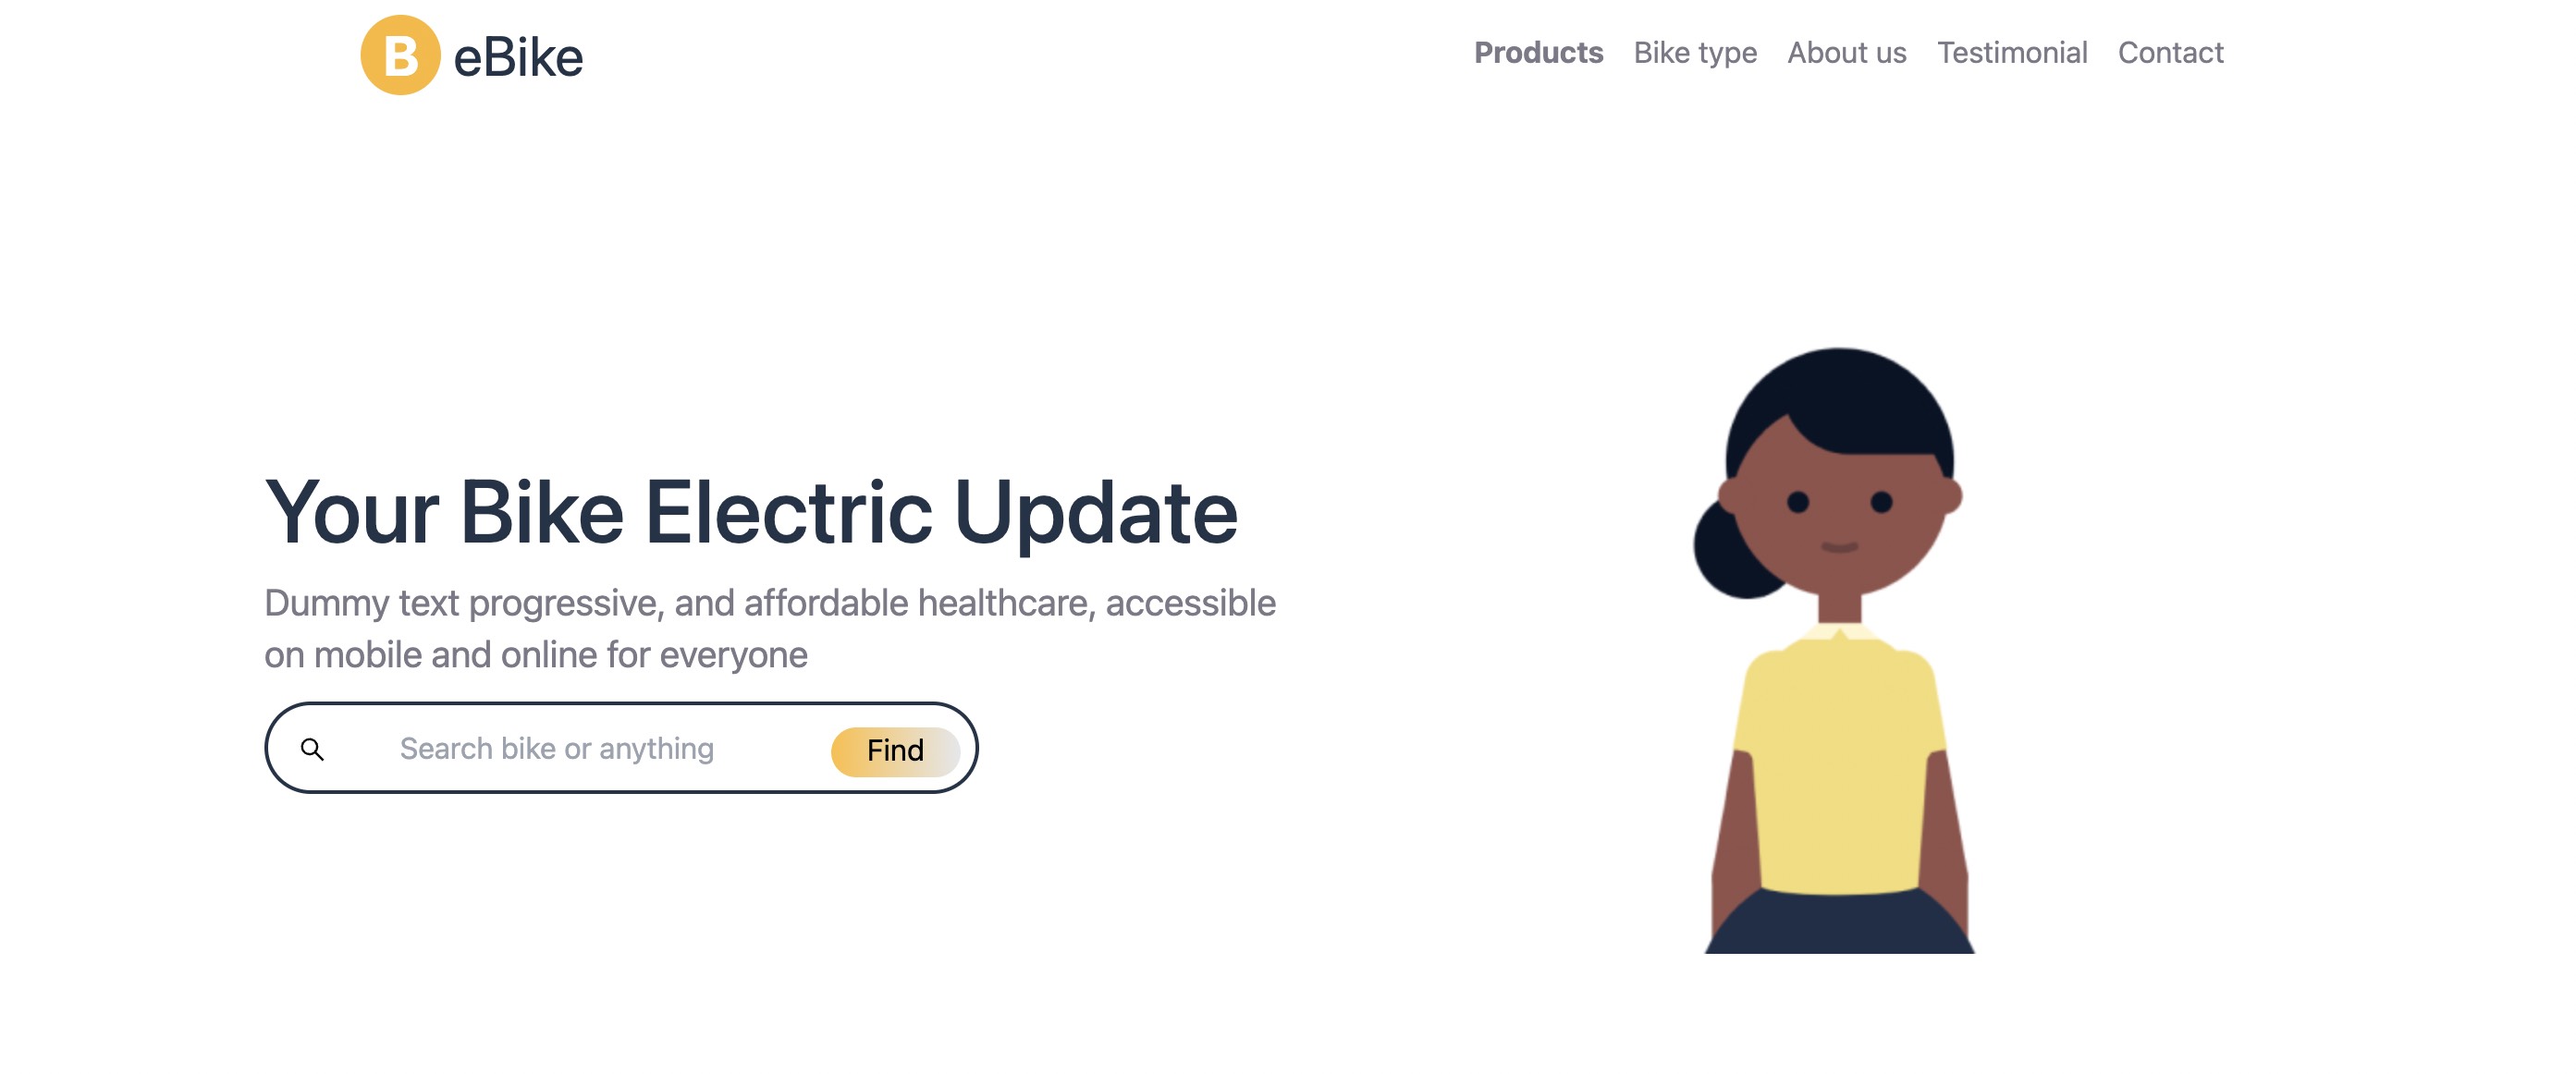 B eBike
Products Bike type About us Testimonial Contact
Your Bike Electric Update
Dummy text progressive, and affordable healthcare, accessible
on mobile and online for everyone
Search bike or anything
Find